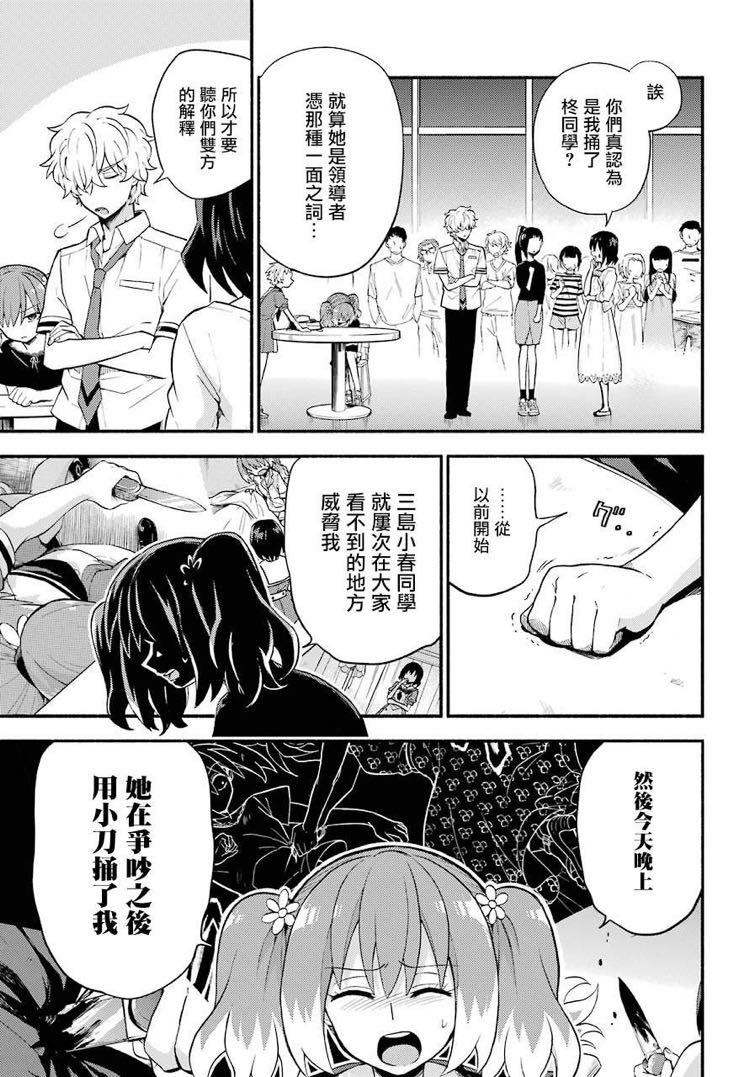 誒
你們真認為
是我捅了
柊同學?
就算她是領導者
憑那種一面之詞…
所以才要
聽你們雙方
的解釋
……從
以前開始
グッ…
三島小春同學
就屢次在大家
看不到的地方
威脅我
然後今天晚上
她在爭吵之後
用小刀捅了我